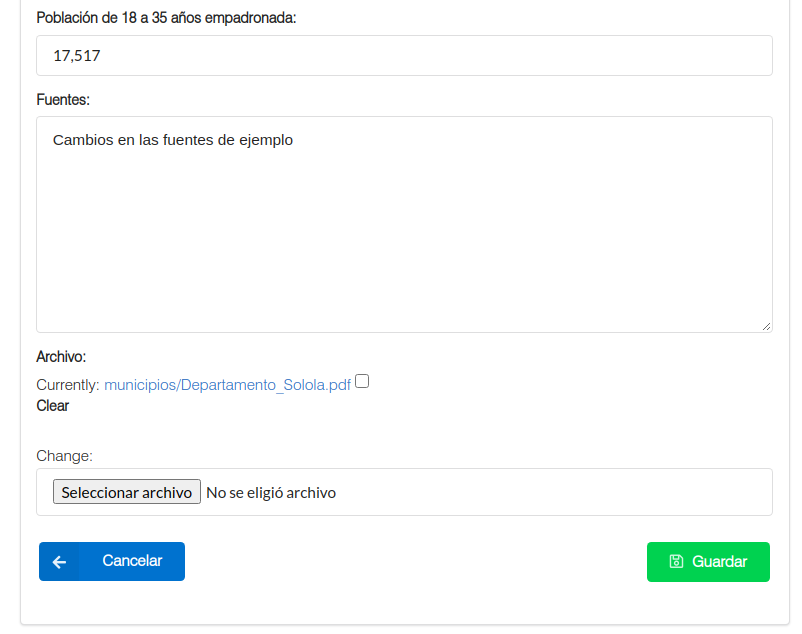 Población de 18 a 35 años empadronada:
17,517
Fuentes:
Cambios en las fuentes de ejemplo
Archivo:
Currently: municipios/Departamento_Solola.pdf
Clear
Change:
Seleccionar archivo No se eligió archivo
Cancelar
Guardar